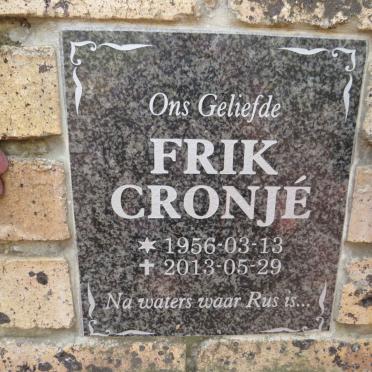 Ons Geliefde
FRIK
CRONJÉ
✶ 1956-03-13
✝ 2013-05-29
Na waters waar Rus is...